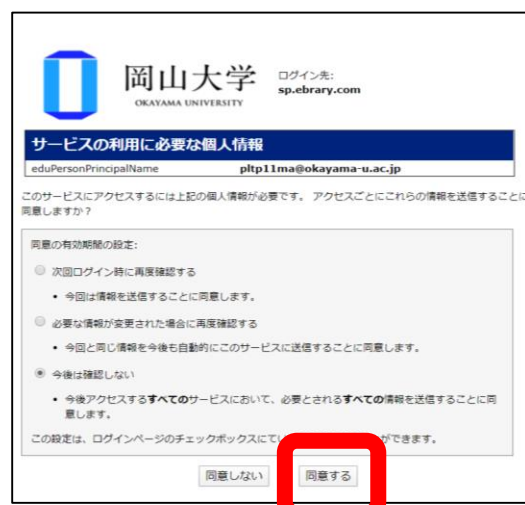 岡山大学
OKAYAMA UNIVERSITY
ログイン先:
sp.ebrary.com
サービスの利用に必要な個人情報
eduPersonPrincipalName pltp11ma@okayama-u.ac.jp
このサービスにアクセスするには上記の個人情報が必要です。 アクセスごとにこれらの情報を送信することに
同意しますか？
同意の有効期間の設定:
次回ログイン時に再度確認する
• 今回は情報を送信することに同意します。
必要な情報が変更された場合に再度確認する
• 今回と同じ情報を今後も自動的にこのサービスに送信することに同意します。
今後は確認しない
• 今後アクセスするすべてのサービスにおいて、必要とされるすべての情報を送信することに同
意します。
この設定は、ログインページのチェックボックスにてい ができます。
同意しない 同意する